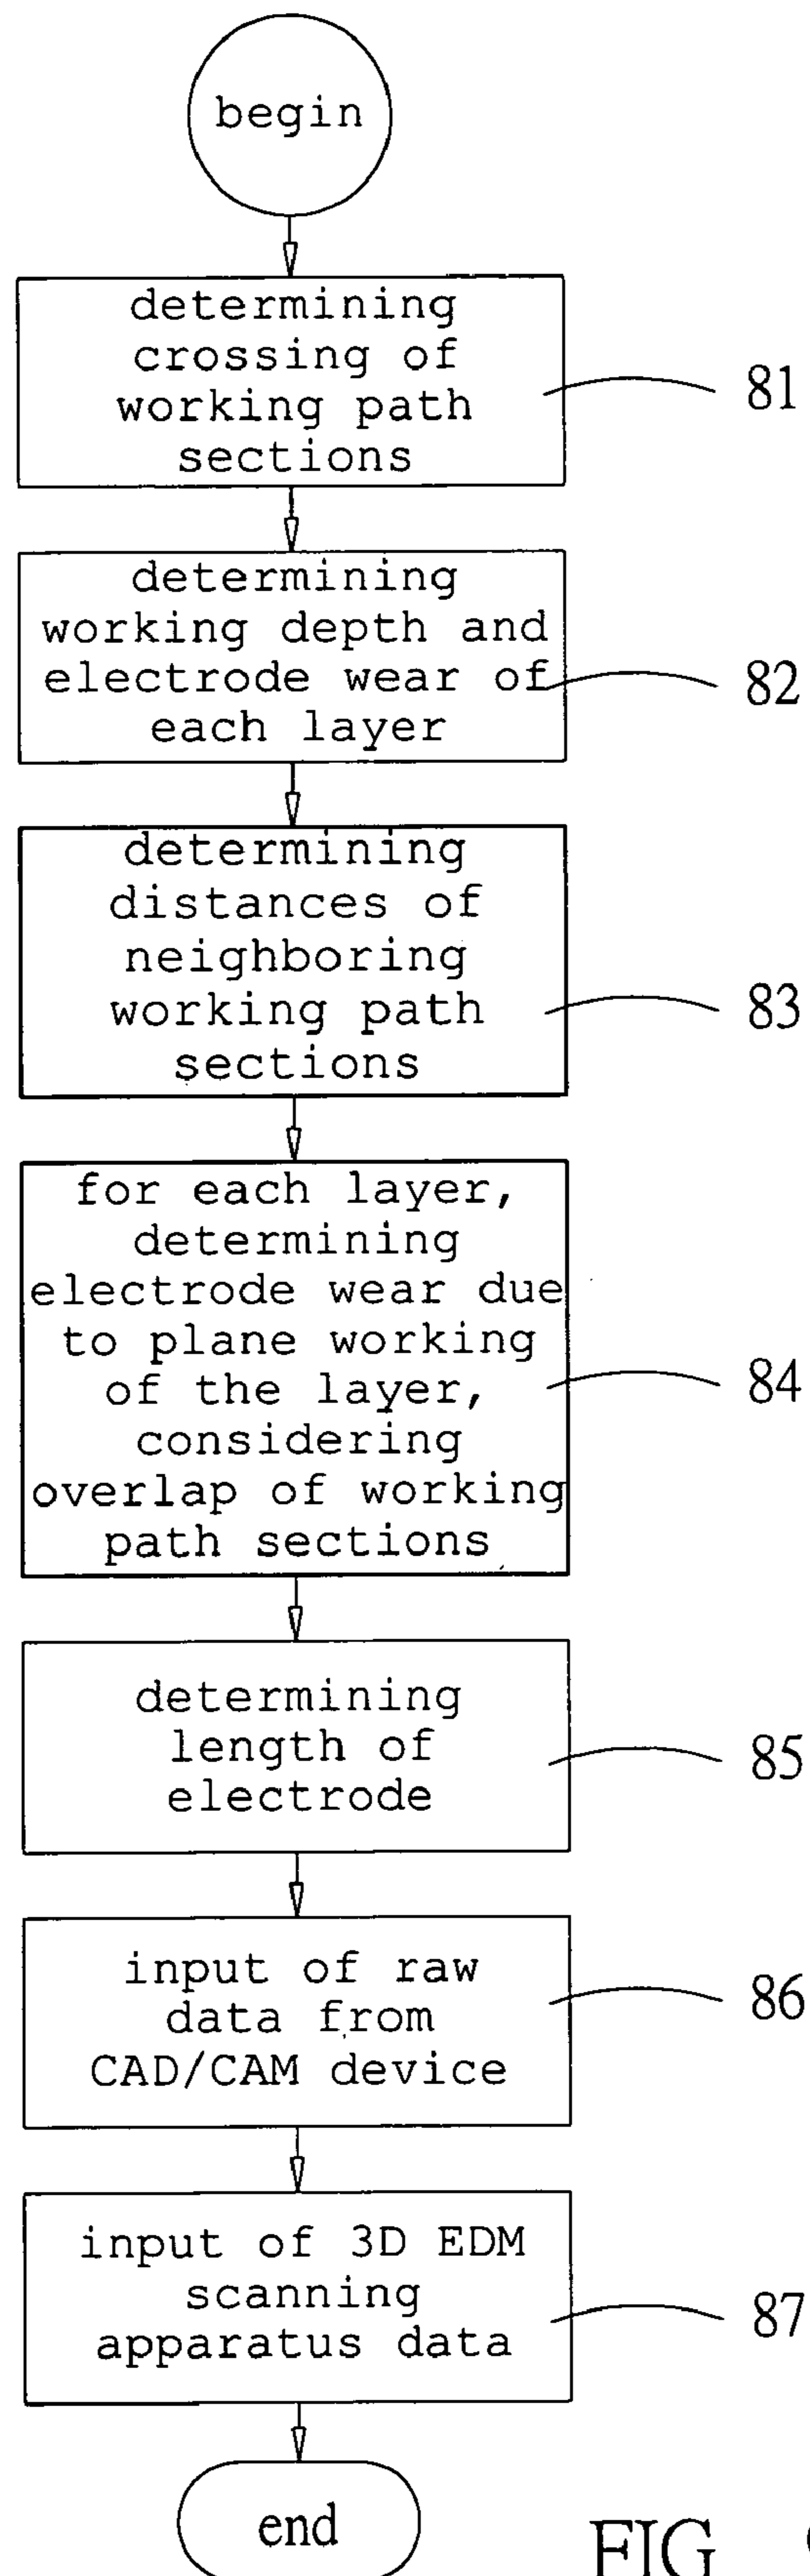 begin
determining
crossing of
working path
sections
81
determining
working depth and
electrode wear of
each layer
82
determining
distances of
neighboring
working path
sections
83
for each layer,
determining
electrode wear due
to plane working
of the layer,
considering
overlap of working
path sections
84
determining
length of
electrode
85
input of raw
data from
CAD/CAM device
86
input of 3D EDM
scanning
apparatus data
87
end
FIG